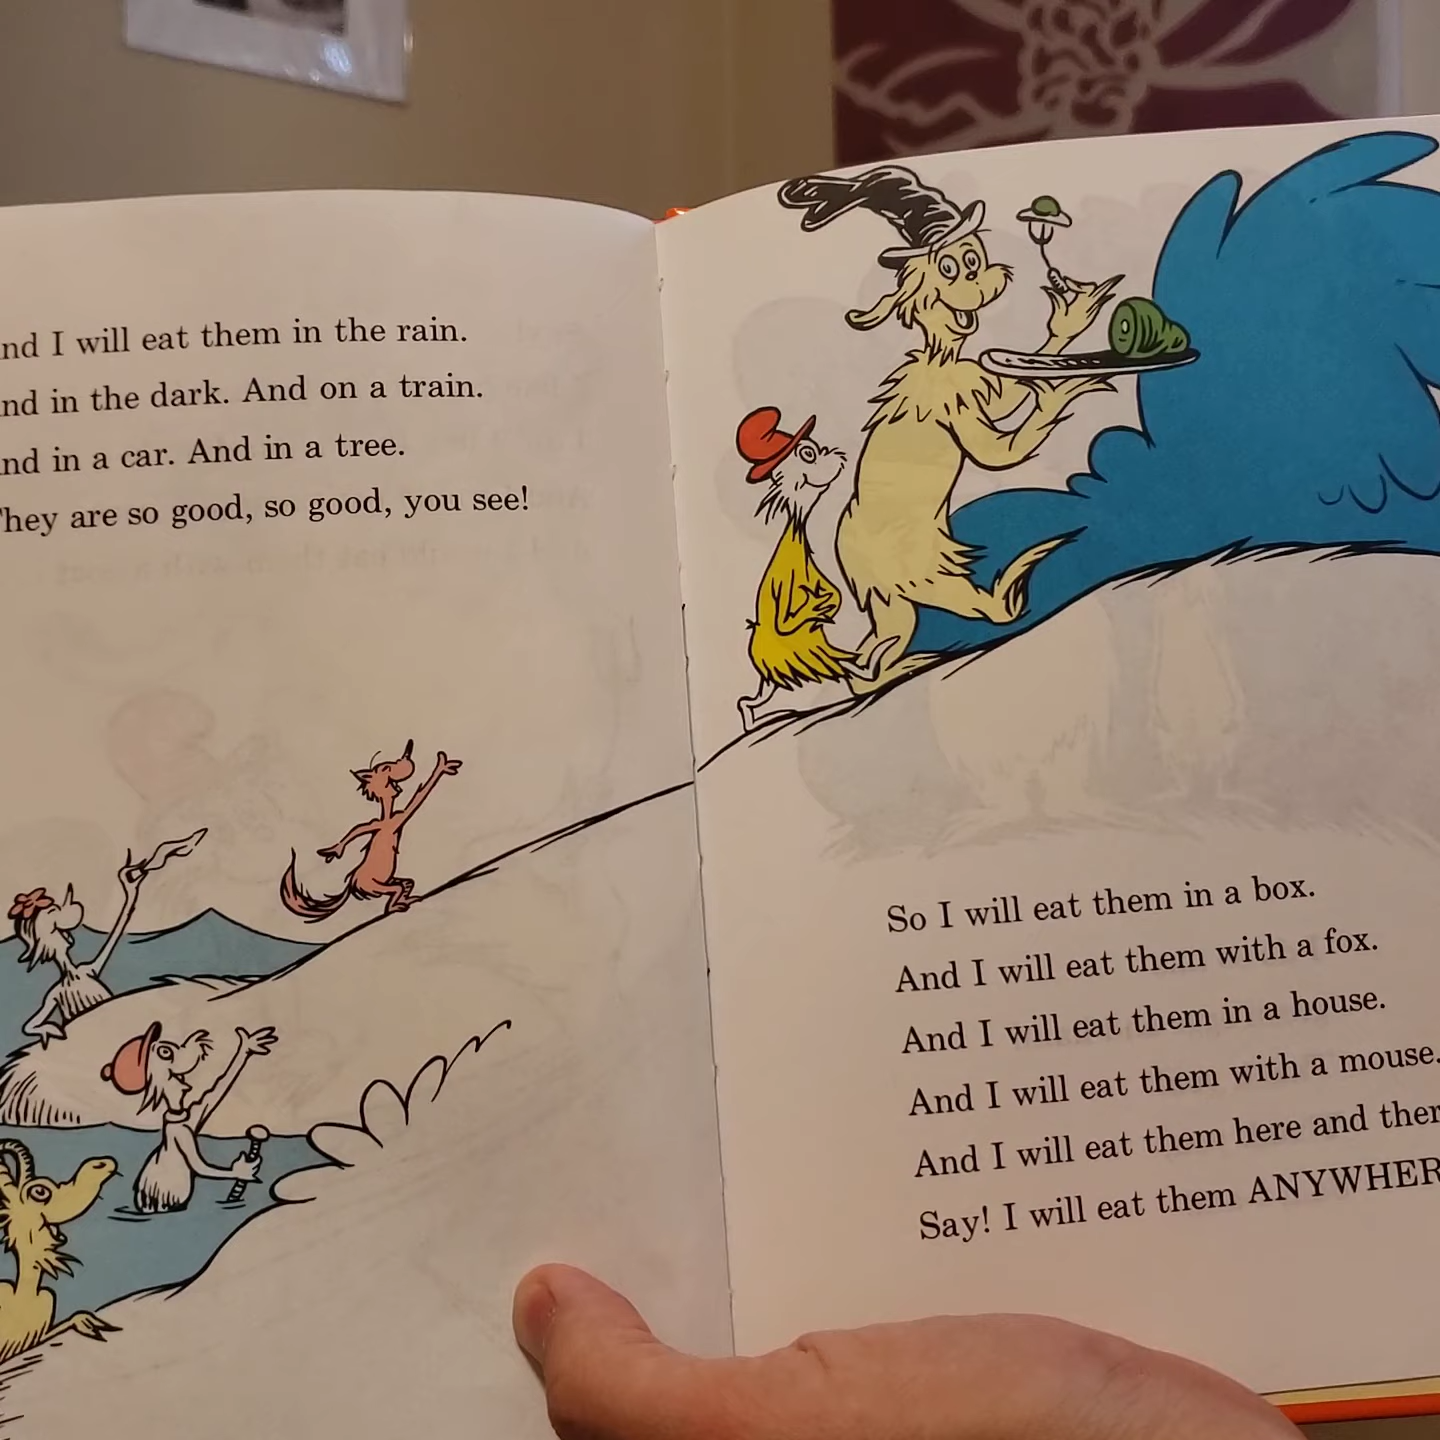 nd I will eat them in the rain.
nd in the dark. And on a train.
nd in a car. And in a tree.
They are so good, so good, you see!
So I will eat them in a box.
And I will eat them with a fox.
And I will eat them in a house.
And I will eat them with a mouse.
And I will eat them here and ther
Say! I will eat them ANYWHER